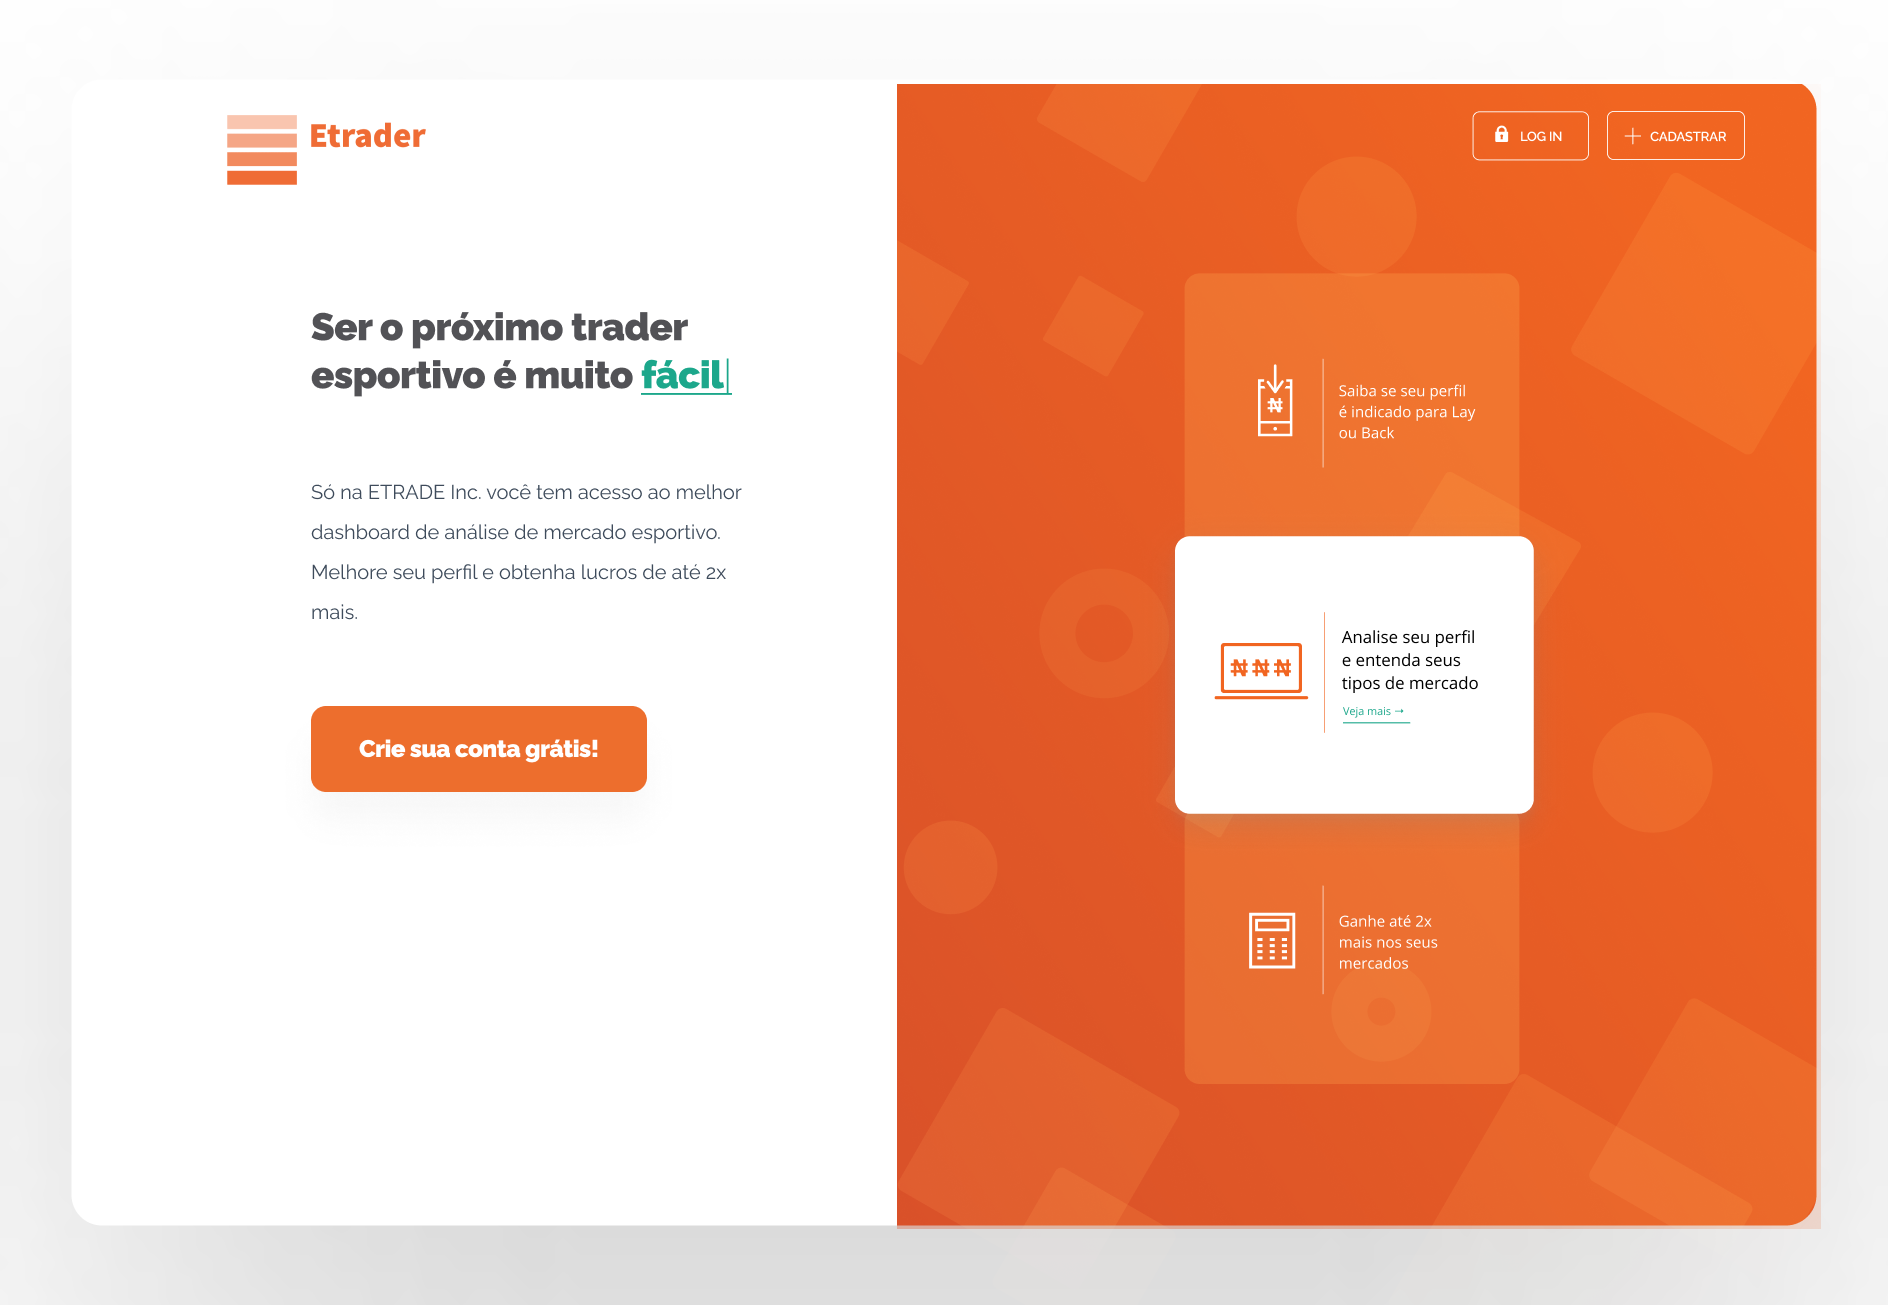 Etrader
LOG IN
CADASTRAR
Ser o próximo trader
esportivo é muito fácil
Só na ETRADE Inc. você tem acesso ao melhor
dashboard de análise de mercado esportivo.
Melhore seu perfil e obtenha lucros de até 2x
mais.
Crie sua conta grátis!
₦
Saiba se seu perfil
é indicado para Lay
ou Back
₦ ₦ ₦
Analise seu perfil
e entenda seus
tipos de mercado
Veja mais →
Ganhe até 2x
mais nos seus
mercados